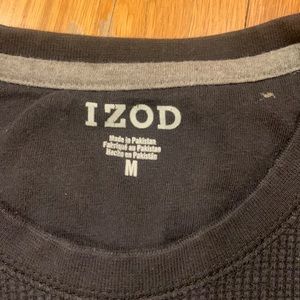 IZOD
Made in Pakistan
Fabriqué au Pakistan
Hecho en Pakistán
M